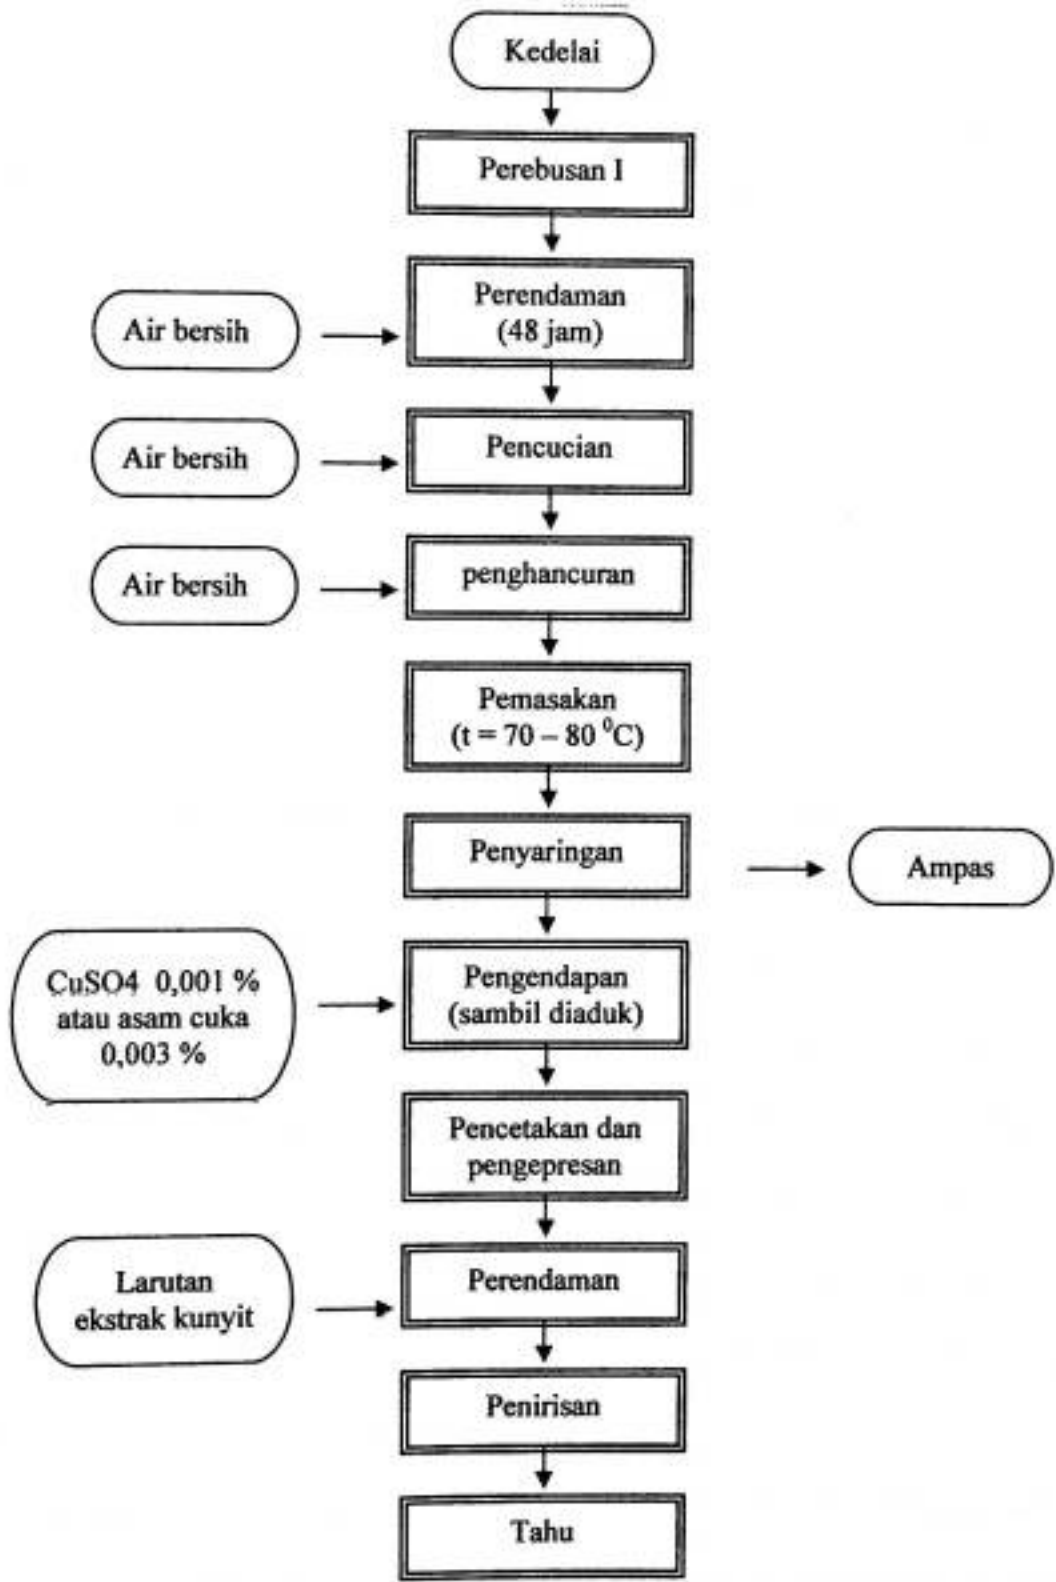 Kedelai
Perebusan I
Perendaman
(48 jam)
Air bersih
Pencucian
Air bersih
penghancuran
Air bersih
Pemasakan
(t = 70 – 80 ⁰C)
Penyaringan
Ampas
Pengendapan
(sambil diaduk)
CuSO4 0,001 %
atau asam cuka
0,003 %
Pencetakan dan
pengepresan
Perendaman
Larutan
ekstrak kunyit
Penirisan
Tahu